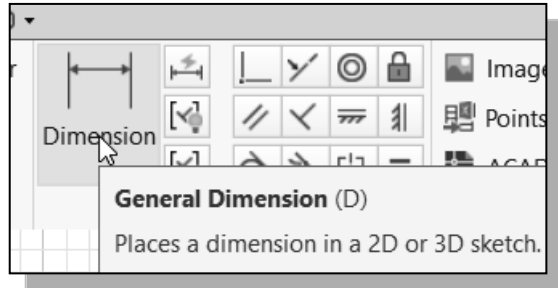 Image
Points
Dimension
General Dimension (D)
Places a dimension in a 2D or 3D sketch.